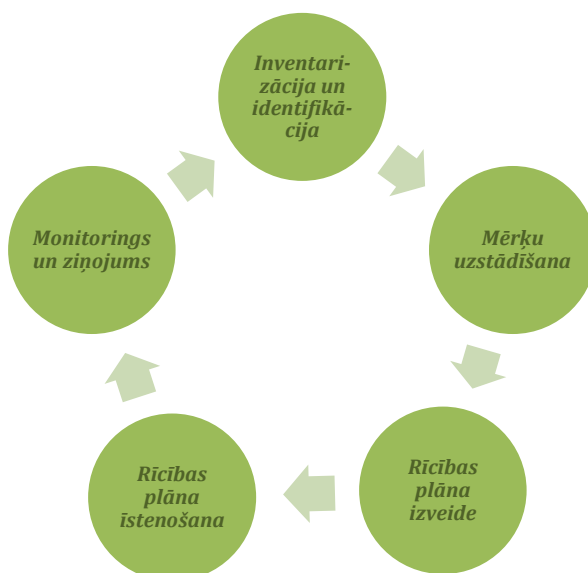 Inventari-
zācija un
identifikā-
cija
Mērķu
uzstādīšana
Rīcības
plāna
izveide
Rīcības
plāna
īstenošana
Monitorings
un ziņojums